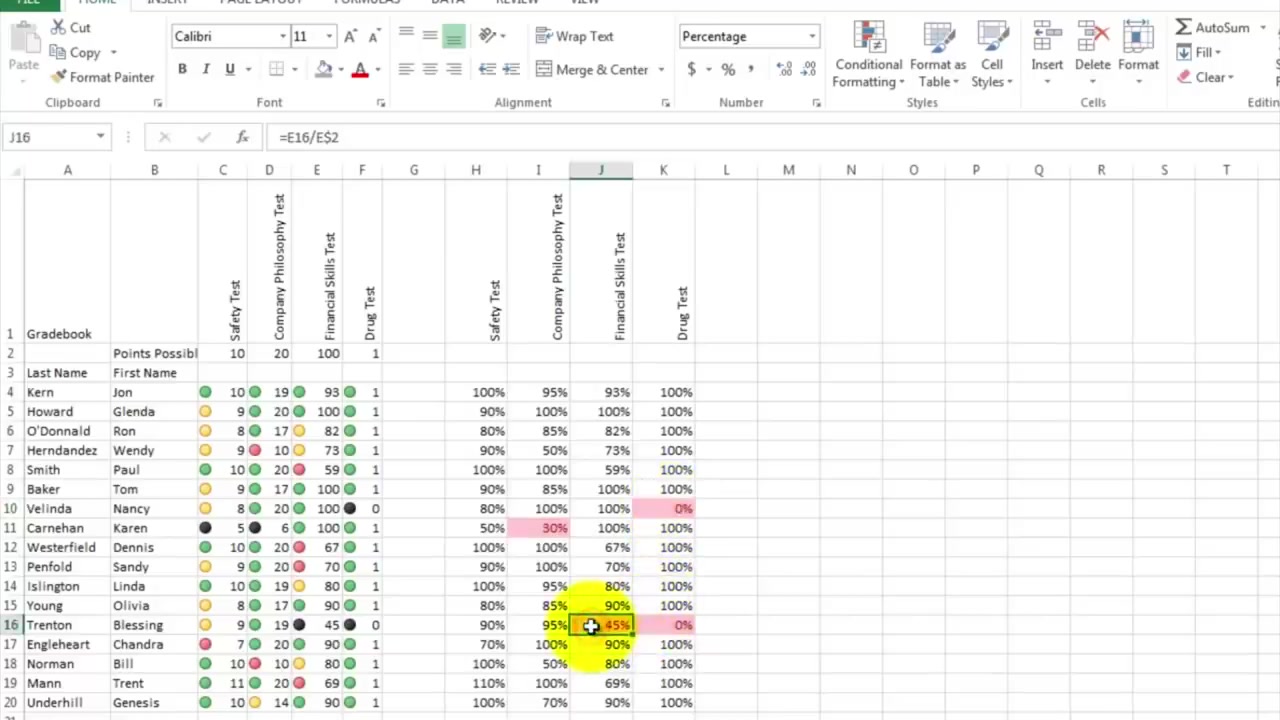 FILE HOME INSERT PAGE LAYOUT FORMULAS DATA REVIEW VIEW
Cut
Copy
Format Painter
Paste
Clipboard
Calibri 11
B I U
Font
Wrap Text
Merge & Center
Alignment
Percentage
$ % ,
Number
Conditional Formatting
Format as Table
Cell Styles
Styles
Insert Delete Format
Cells
AutoSum
Fill
Clear
J16 fx =E16/E$2
A B C D E F G H I J K L M N O P Q R S T
1 Gradebook Safety Test Company Philosophy Test Financial Skills Test Drug Test Safety Test Company Philosophy Test Financial Skills Test Drug Test
2 Points Possibl 10 20 100 1
3 Last Name First Name
4 Kern Jon 10 19 93 1 100% 95% 93% 100%
5 Howard Glenda 9 20 100 1 90% 100% 100% 100%
6 O'Donnald Ron 8 17 82 1 80% 85% 82% 100%
7 Herndandez Wendy 9 10 73 1 90% 50% 73% 100%
8 Smith Paul 10 20 59 1 100% 100% 59% 100%
9 Baker Tom 9 17 100 1 90% 85% 100% 100%
10 Velinda Nancy 8 20 100 0 80% 100% 100% 0%
11 Carnehan Karen 5 6 100 1 50% 30% 100% 100%
12 Westerfield Dennis 10 20 67 1 100% 100% 67% 100%
13 Penfold Sandy 9 20 70 1 90% 100% 70% 100%
14 Islington Linda 10 19 80 1 100% 95% 80% 100%
15 Young Olivia 8 17 90 1 80% 85% 90% 100%
16 Trenton Blessing 9 19 45 0 90% 95% 45% 0%
17 Engleheart Chandra 7 20 90 1 70% 100% 90% 100%
18 Norman Bill 10 10 80 1 100% 50% 80% 100%
19 Mann Trent 11 20 69 1 110% 100% 69% 100%
20 Underhill Genesis 10 14 90 1 100% 70% 90% 100%